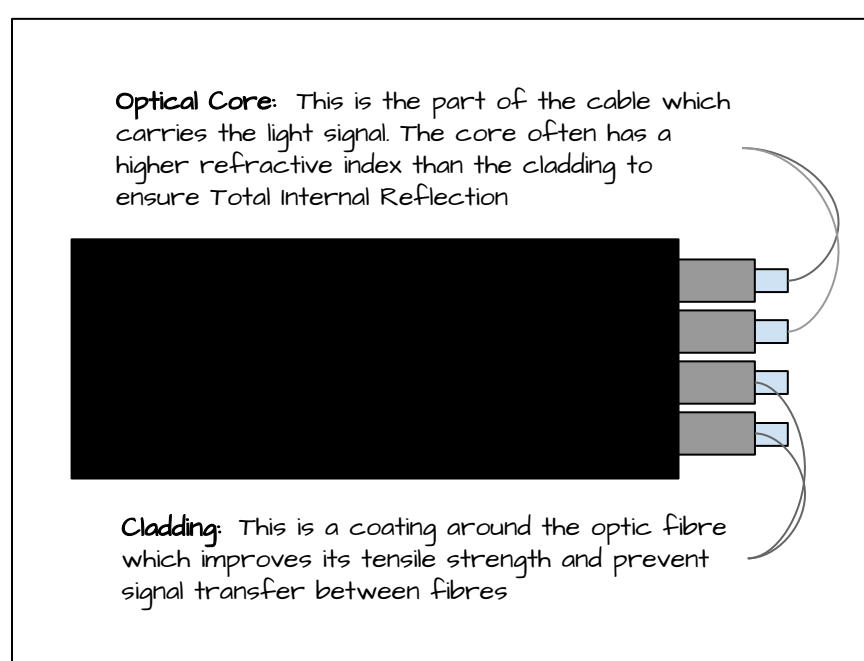 Optical Core: This is the part of the cable which
carries the light signal. The core often has a
higher refractive index than the cladding to
ensure Total Internal Reflection
Cladding: This is a coating around the optic fibre
which improves its tensile strength and prevent
signal transfer between fibres